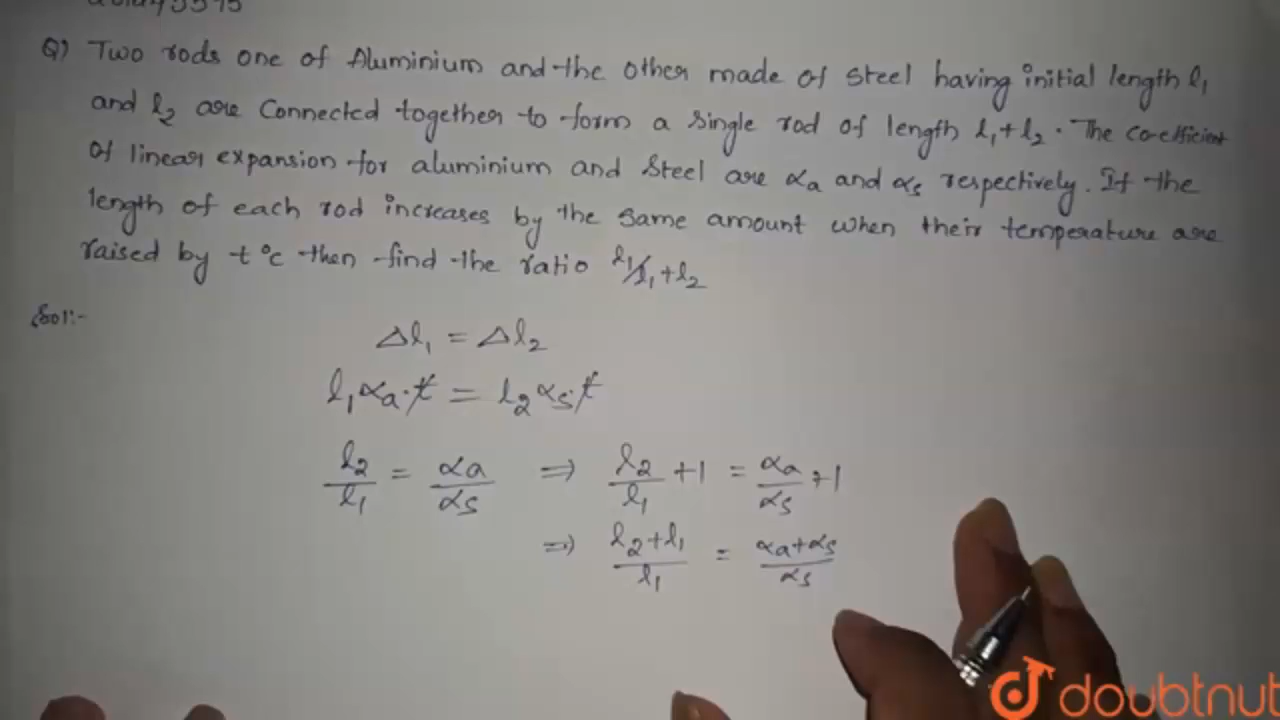 Q) Two rods one of Aluminium and the other made of steel having initial length l₁
and l₂ are Connected together to form a single rod of length l₁+l₂. The co-efficient
of linear expansion for aluminium and Steel are αa and αs respectively. If the
length of each rod increases by the same amount when their temperature are
raised by t°c then find the ratio l₁/l₁+l₂
Sol:-
Δl₁ = Δl₂
l₁αa.t = l₂αs.t
l₂/l₁ = αa/αs ⇒ l₂/l₁ +1 = αa/αs +1
⇒ l₂+l₁/l₁ = αa+αs/αs
doubtnut